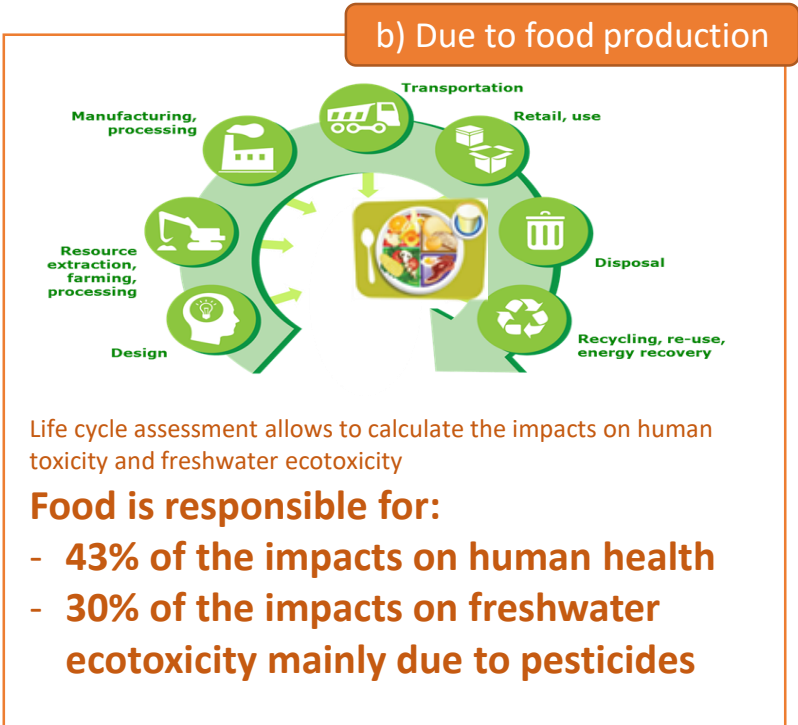 b) Due to food production
Transportation
Manufacturing,
processing
Retail, use
Resource
extraction,
farming,
processing
Disposal
Design
Recycling, re-use,
energy recovery
Life cycle assessment allows to calculate the impacts on human
toxicity and freshwater ecotoxicity
Food is responsible for:
- 43% of the impacts on human health
- 30% of the impacts on freshwater
ecotoxicity mainly due to pesticides